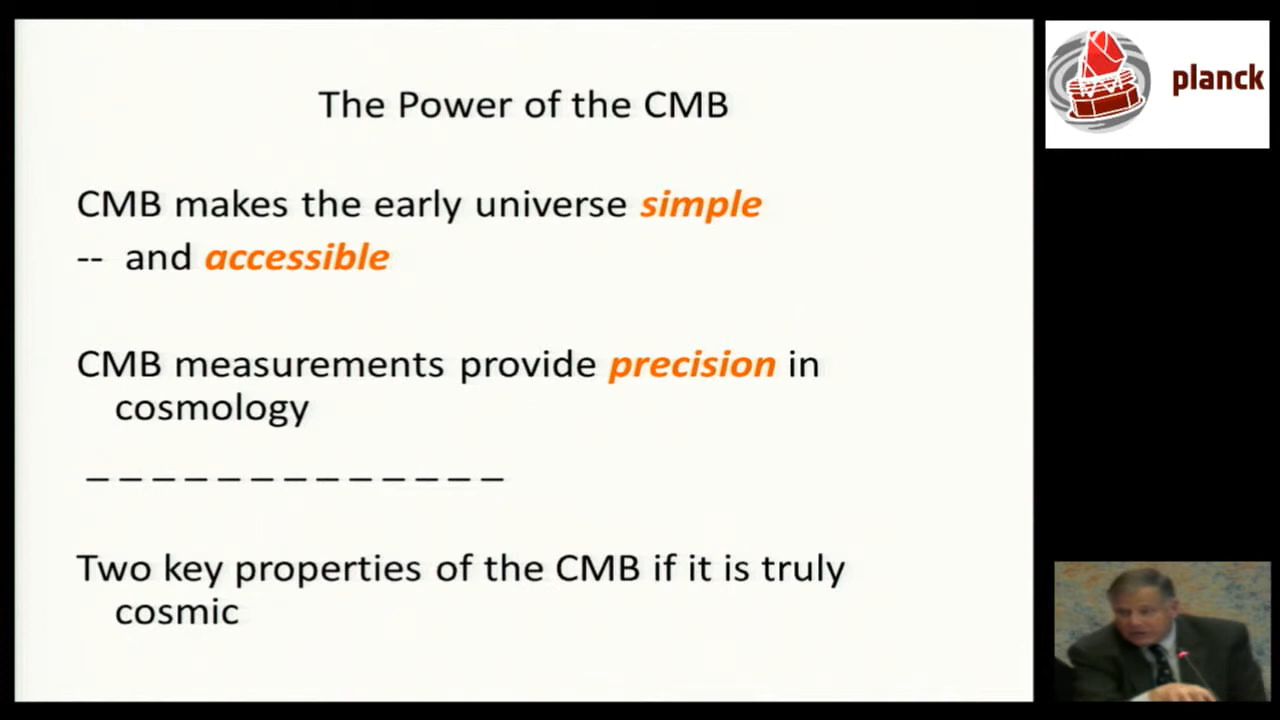 The Power of the CMB
CMB makes the early universe simple
-- and accessible
CMB measurements provide precision in
cosmology
– – – – – – – – – – – – –
Two key properties of the CMB if it is truly
cosmic
planck